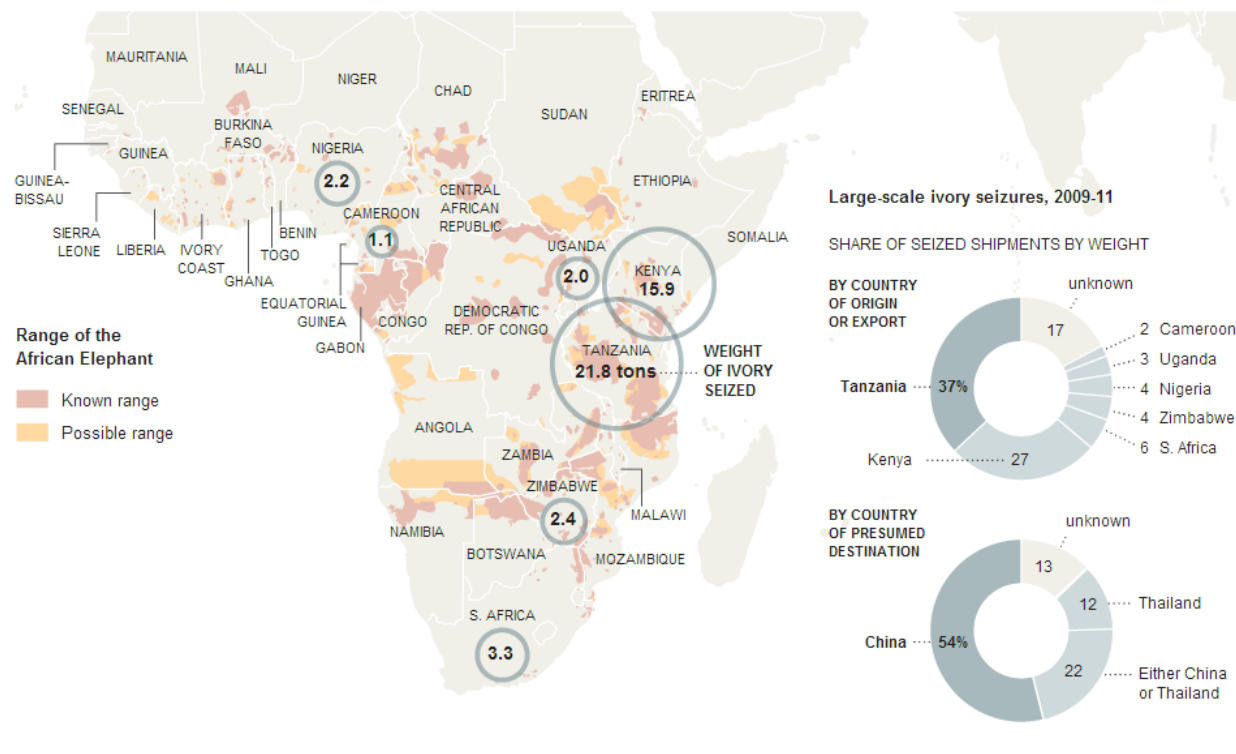 MAURITANIA
MALI
NIGER
CHAD
SUDAN
ERITREA
SENEGAL
BURKINA
FASO
GUINEA
NIGERIA
2.2
ETHIOPIA
GUINEA-
BISSAU
CENTRAL
AFRICAN
REPUBLIC
CAMEROON
1.1
SIERRA
LEONE
LIBERIA
IVORY
COAST
GHANA
TOGO
BENIN
UGANDA
2.0
SOMALIA
KENYA
15.9
EQUATORIAL
GUINEA
GABON
CONGO
DEMOCRATIC
REP. OF CONGO
TANZANIA
21.8 tons
WEIGHT
OF IVORY
SEIZED
Range of the
African Elephant
Known range
Possible range
ANGOLA
ZAMBIA
ZIMBABWE
2.4
MALAWI
NAMIBIA
BOTSWANA
MOZAMBIQUE
S. AFRICA
3.3
Large-scale ivory seizures, 2009-11
SHARE OF SEIZED SHIPMENTS BY WEIGHT
BY COUNTRY
OF ORIGIN
OR EXPORT
unknown
17
2 Cameroon
3 Uganda
4 Nigeria
4 Zimbabwe
6 S. Africa
Tanzania 37%
Kenya 27
BY COUNTRY
OF PRESUMED
DESTINATION
unknown
13
12 Thailand
China 54%
22 Either China
or Thailand